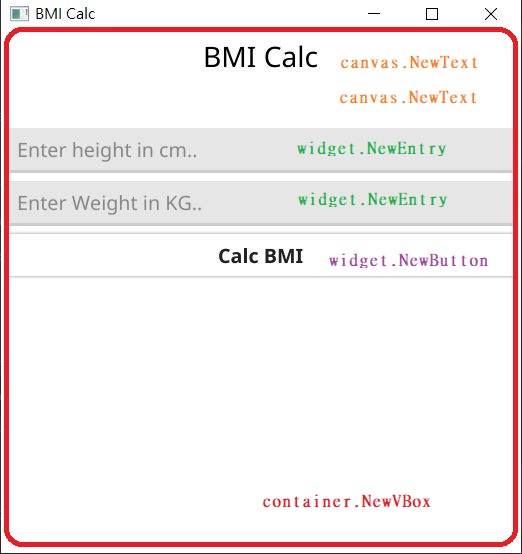 BMI Calc
BMI Calc canvas.NewText
canvas.NewText
Enter height in cm.. widget.NewEntry
Enter Weight in KG.. widget.NewEntry
Calc BMI widget.NewButton
container.NewVBox